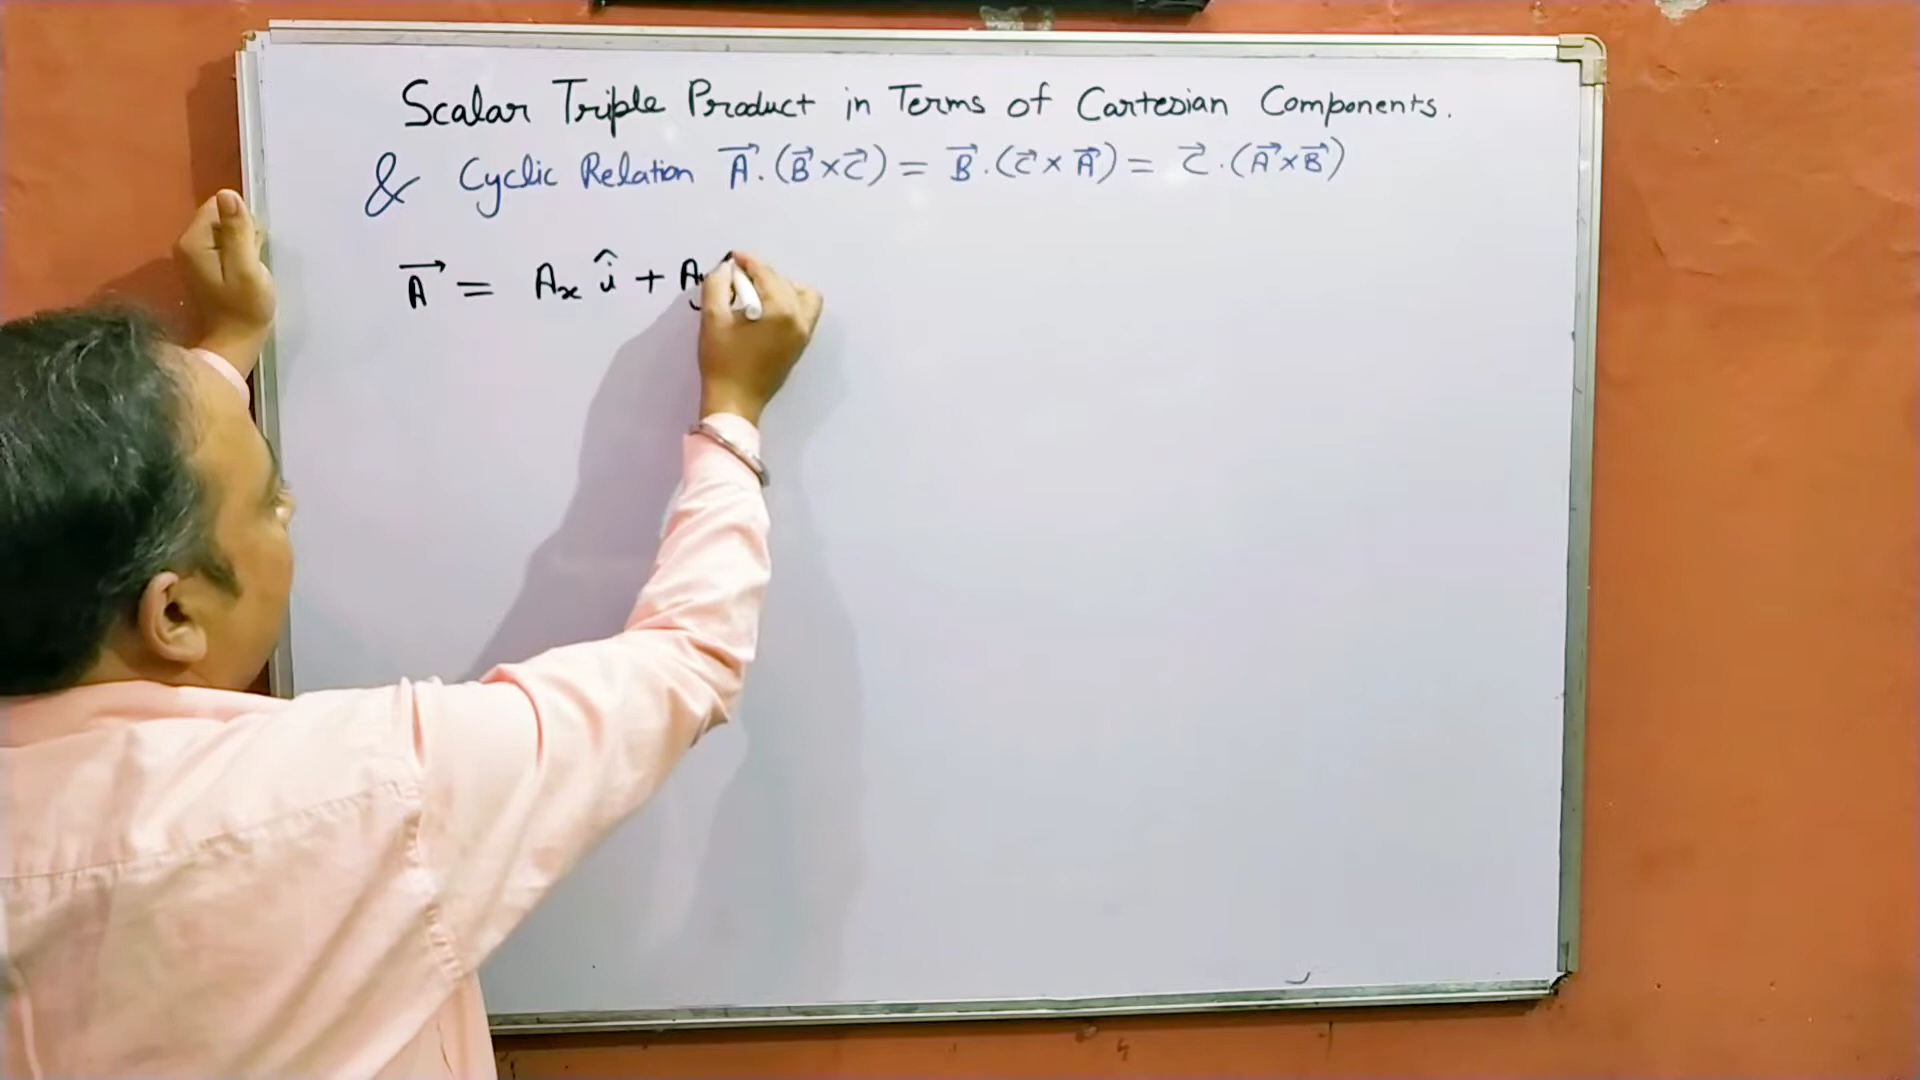 Scalar Triple Product in Terms of Cartesian Components.
& Cyclic Relation A⃗.(B⃗×C⃗) = B⃗.(C⃗×A⃗) = C⃗.(A⃗×B⃗)
A⃗ = Aₓ î + A